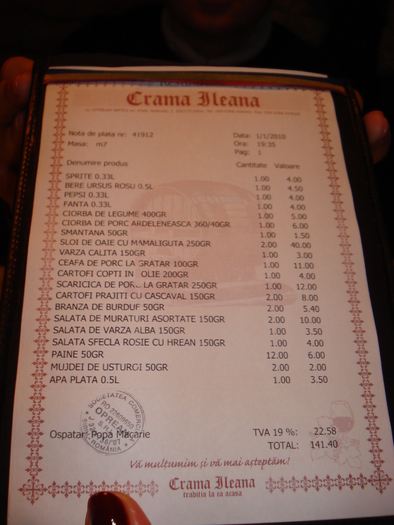 Crama Ileana
Nota de plata nr: 41912 Data: 1/1/2010
Masa: m7 Ora: 19:35
Pag: 1
Denumire produs Cantitate Valoare
SPRITE 0.33L 1.00 4.00
BERE URSUS ROSU 0.5L 1.00 4.50
PEPSI 0.33L 1.00 4.00
FANTA 0.33L 1.00 4.00
CIORBA DE LEGUME 400GR 1.00 5.00
CIORBA DE PORC ARDELENEASCA 360/40GR 1.00 6.00
SMANTANA 50GR 1.00 1.50
SLOI DE OAIE CU MAMALIGUTA 250GR 2.00 40.00
VARZA CALITA 150GR 1.00 3.00
CEAFA DE PORC LA GRATAR 100GR 1.00 11.00
CARTOFI COPTI IN FOLIE 200GR 1.00 4.00
SCARICICA DE PORC LA GRATAR 250GR 1.00 12.00
CARTOFI PRAJITI CU CASCAVAL 150GR 2.00 8.00
BRANZA DE BURDUF 50GR 2.00 5.40
SALATA DE MURATURI ASORTATE 150GR 2.00 10.00
SALATA DE VARZA ALBA 150GR 1.00 3.50
SALATA SFECLA ROSIE CU HREAN 150GR 1.00 4.00
PAINE 50GR 12.00 6.00
MUJDEI DE USTUROI 50GR 2.00 2.00
APA PLATA 0.5L 1.00 3.50
SOCIETATEA COMERC
OPREA
ROMANIA
Ospatar: Popa Macarie TVA 19 %: 22.58
TOTAL: 141.40
Vă mulțumim și vă mai așteptăm!
Crama Ileana
tradiția la ea acasa